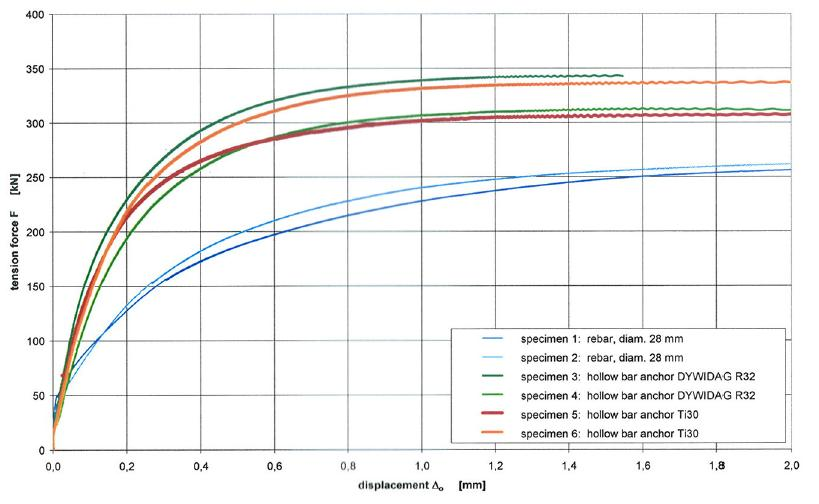 400
350
300
250
200
150
100
50
0
tension force F [kN]
0,0 0,2 0,4 0,6 0,8 1,0 1,2 1,4 1,6 1,8 2,0
displacement Δₒ [mm]
specimen 1: rebar, diam. 28 mm
specimen 2: rebar, diam. 28 mm
specimen 3: hollow bar anchor DYWIDAG R32
specimen 4: hollow bar anchor DYWIDAG R32
specimen 5: hollow bar anchor Ti30
specimen 6: hollow bar anchor Ti30